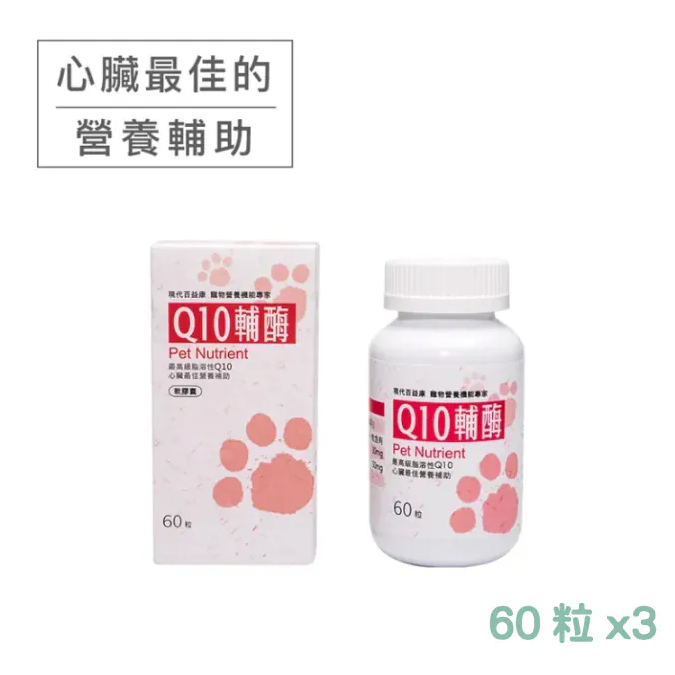 心臟最佳的
營養輔助
現代百益康 寵物營養機能專家
Q10輔酶
Pet Nutrient
最高級脂溶性Q10
心臟最佳營養補助
軟膠囊
60粒
現代百益康 寵物營養機能專家
Q10輔酶
Pet Nutrient
最高級脂溶性Q10
心臟最佳營養補助
60粒
60 粒 x3